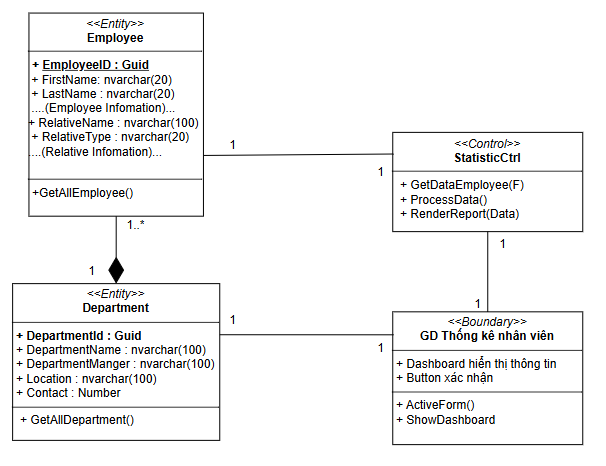 <<Entity>>
Employee
+ EmployeeID : Guid
+ FirstName: nvarchar(20)
+ LastName : nvarchar(20)
....(Employee Infomation)...
+ RelativeName : nvarchar(100)
+ RelativeType : nvarchar(20)
....(Relative Infomation)...
+GetAllEmployee()
1
1
<<Control>>
StatisticCtrl
+ GetDataEmployee(F)
+ ProcessData()
+ RenderReport(Data)
1..*
1
1
1
<<Entity>>
Department
+ DepartmentId : Guid
+ DepartmentName : nvarchar(100)
+ DepartmentManger : nvarchar(100)
+ Location : nvarchar(100)
+ Contact : Number
+ GetAllDepartment()
1
1
<<Boundary>>
GD Thống kê nhân viên
+ Dashboard hiển thị thông tin
+ Button xác nhận
+ ActiveForm()
+ ShowDashboard